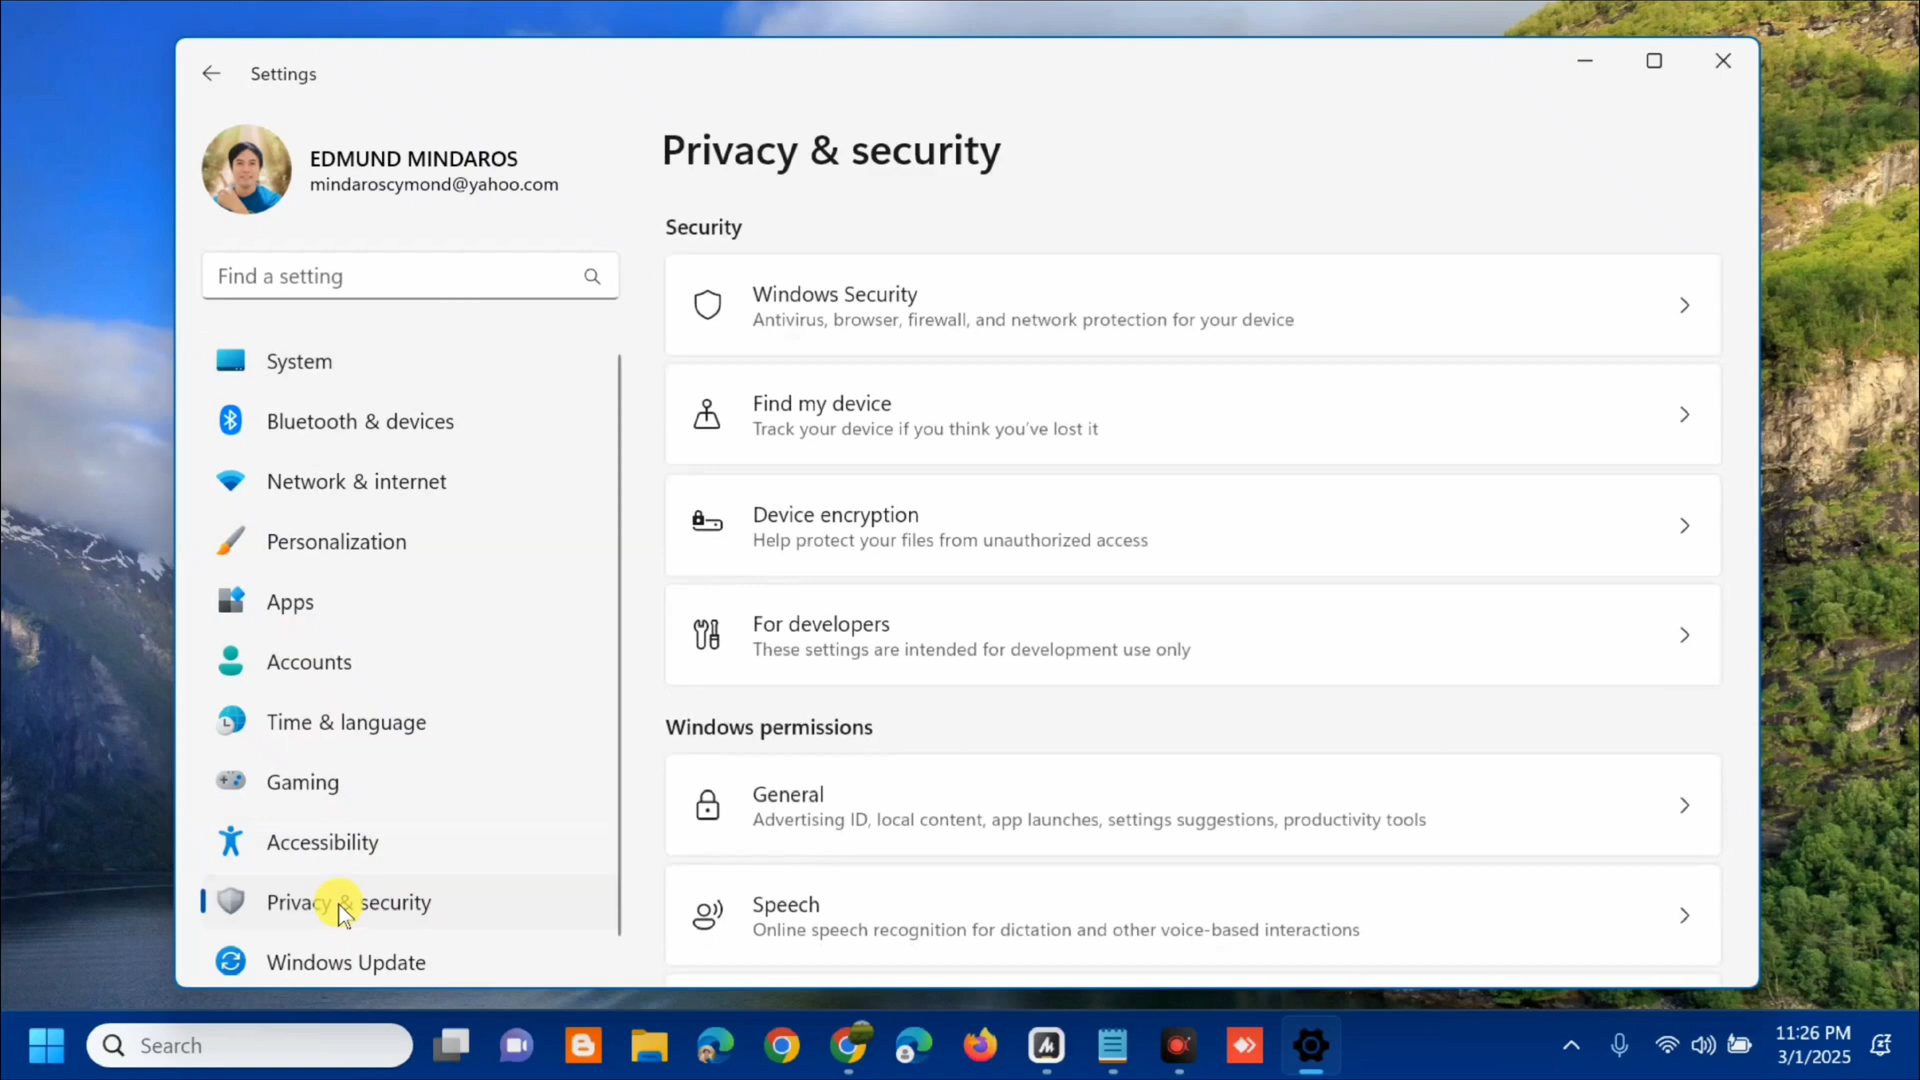 Settings
EDMUND MINDAROS
mindaroscymond@yahoo.com
Find a setting
System
Bluetooth & devices
Network & internet
Personalization
Apps
Accounts
Time & language
Gaming
Accessibility
Privacy & security
Windows Update
Privacy & security
Security
Windows Security
Antivirus, browser, firewall, and network protection for your device
Find my device
Track your device if you think you've lost it
Device encryption
Help protect your files from unauthorized access
For developers
These settings are intended for development use only
Windows permissions
General
Advertising ID, local content, app launches, settings suggestions, productivity tools
Speech
Online speech recognition for dictation and other voice-based interactions
Search
11:26 PM
3/1/2025